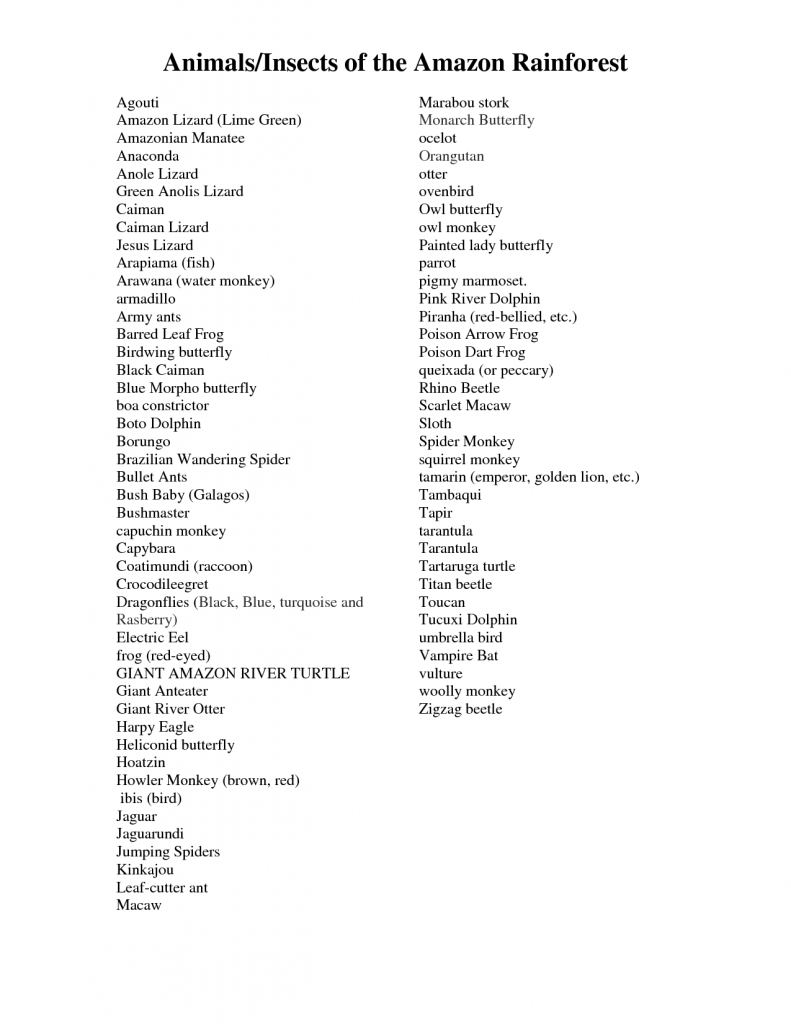 Animals/Insects of the Amazon Rainforest
Agouti
Amazon Lizard (Lime Green)
Amazonian Manatee
Anaconda
Anole Lizard
Green Anolis Lizard
Caiman
Caiman Lizard
Jesus Lizard
Arapiama (fish)
Arawana (water monkey)
armadillo
Army ants
Barred Leaf Frog
Birdwing butterfly
Black Caiman
Blue Morpho butterfly
boa constrictor
Boto Dolphin
Borungo
Brazilian Wandering Spider
Bullet Ants
Bush Baby (Galagos)
Bushmaster
capuchin monkey
Capybara
Coatimundi (raccoon)
Crocodileegret
Dragonflies (Black, Blue, turquoise and
Rasberry)
Electric Eel
frog (red-eyed)
GIANT AMAZON RIVER TURTLE
Giant Anteater
Giant River Otter
Harpy Eagle
Heliconid butterfly
Hoatzin
Howler Monkey (brown, red)
ibis (bird)
Jaguar
Jaguarundi
Jumping Spiders
Kinkajou
Leaf-cutter ant
Macaw
Marabou stork
Monarch Butterfly
ocelot
Orangutan
otter
ovenbird
Owl butterfly
owl monkey
Painted lady butterfly
parrot
pigmy marmoset.
Pink River Dolphin
Piranha (red-bellied, etc.)
Poison Arrow Frog
Poison Dart Frog
queixada (or peccary)
Rhino Beetle
Scarlet Macaw
Sloth
Spider Monkey
squirrel monkey
tamarin (emperor, golden lion, etc.)
Tambaqui
Tapir
tarantula
Tarantula
Tartaruga turtle
Titan beetle
Toucan
Tucuxi Dolphin
umbrella bird
Vampire Bat
vulture
woolly monkey
Zigzag beetle